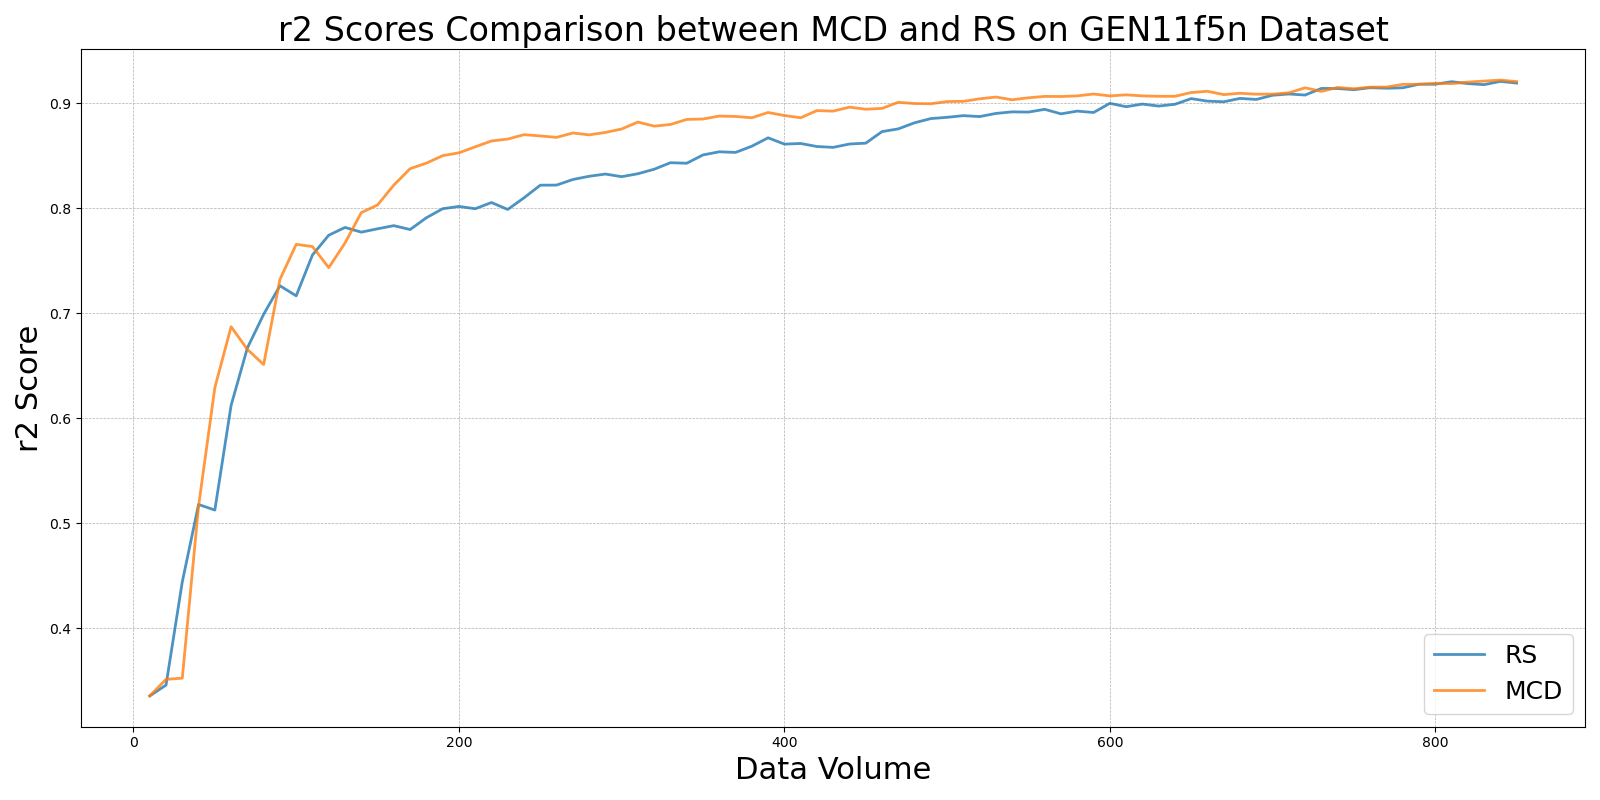 r2 Scores Comparison between MCD and RS on GEN11f5n Dataset
r2 Score
0.9
0.8
0.7
0.6
0.5
0.4
0
200
400
600
800
Data Volume
RS
MCD